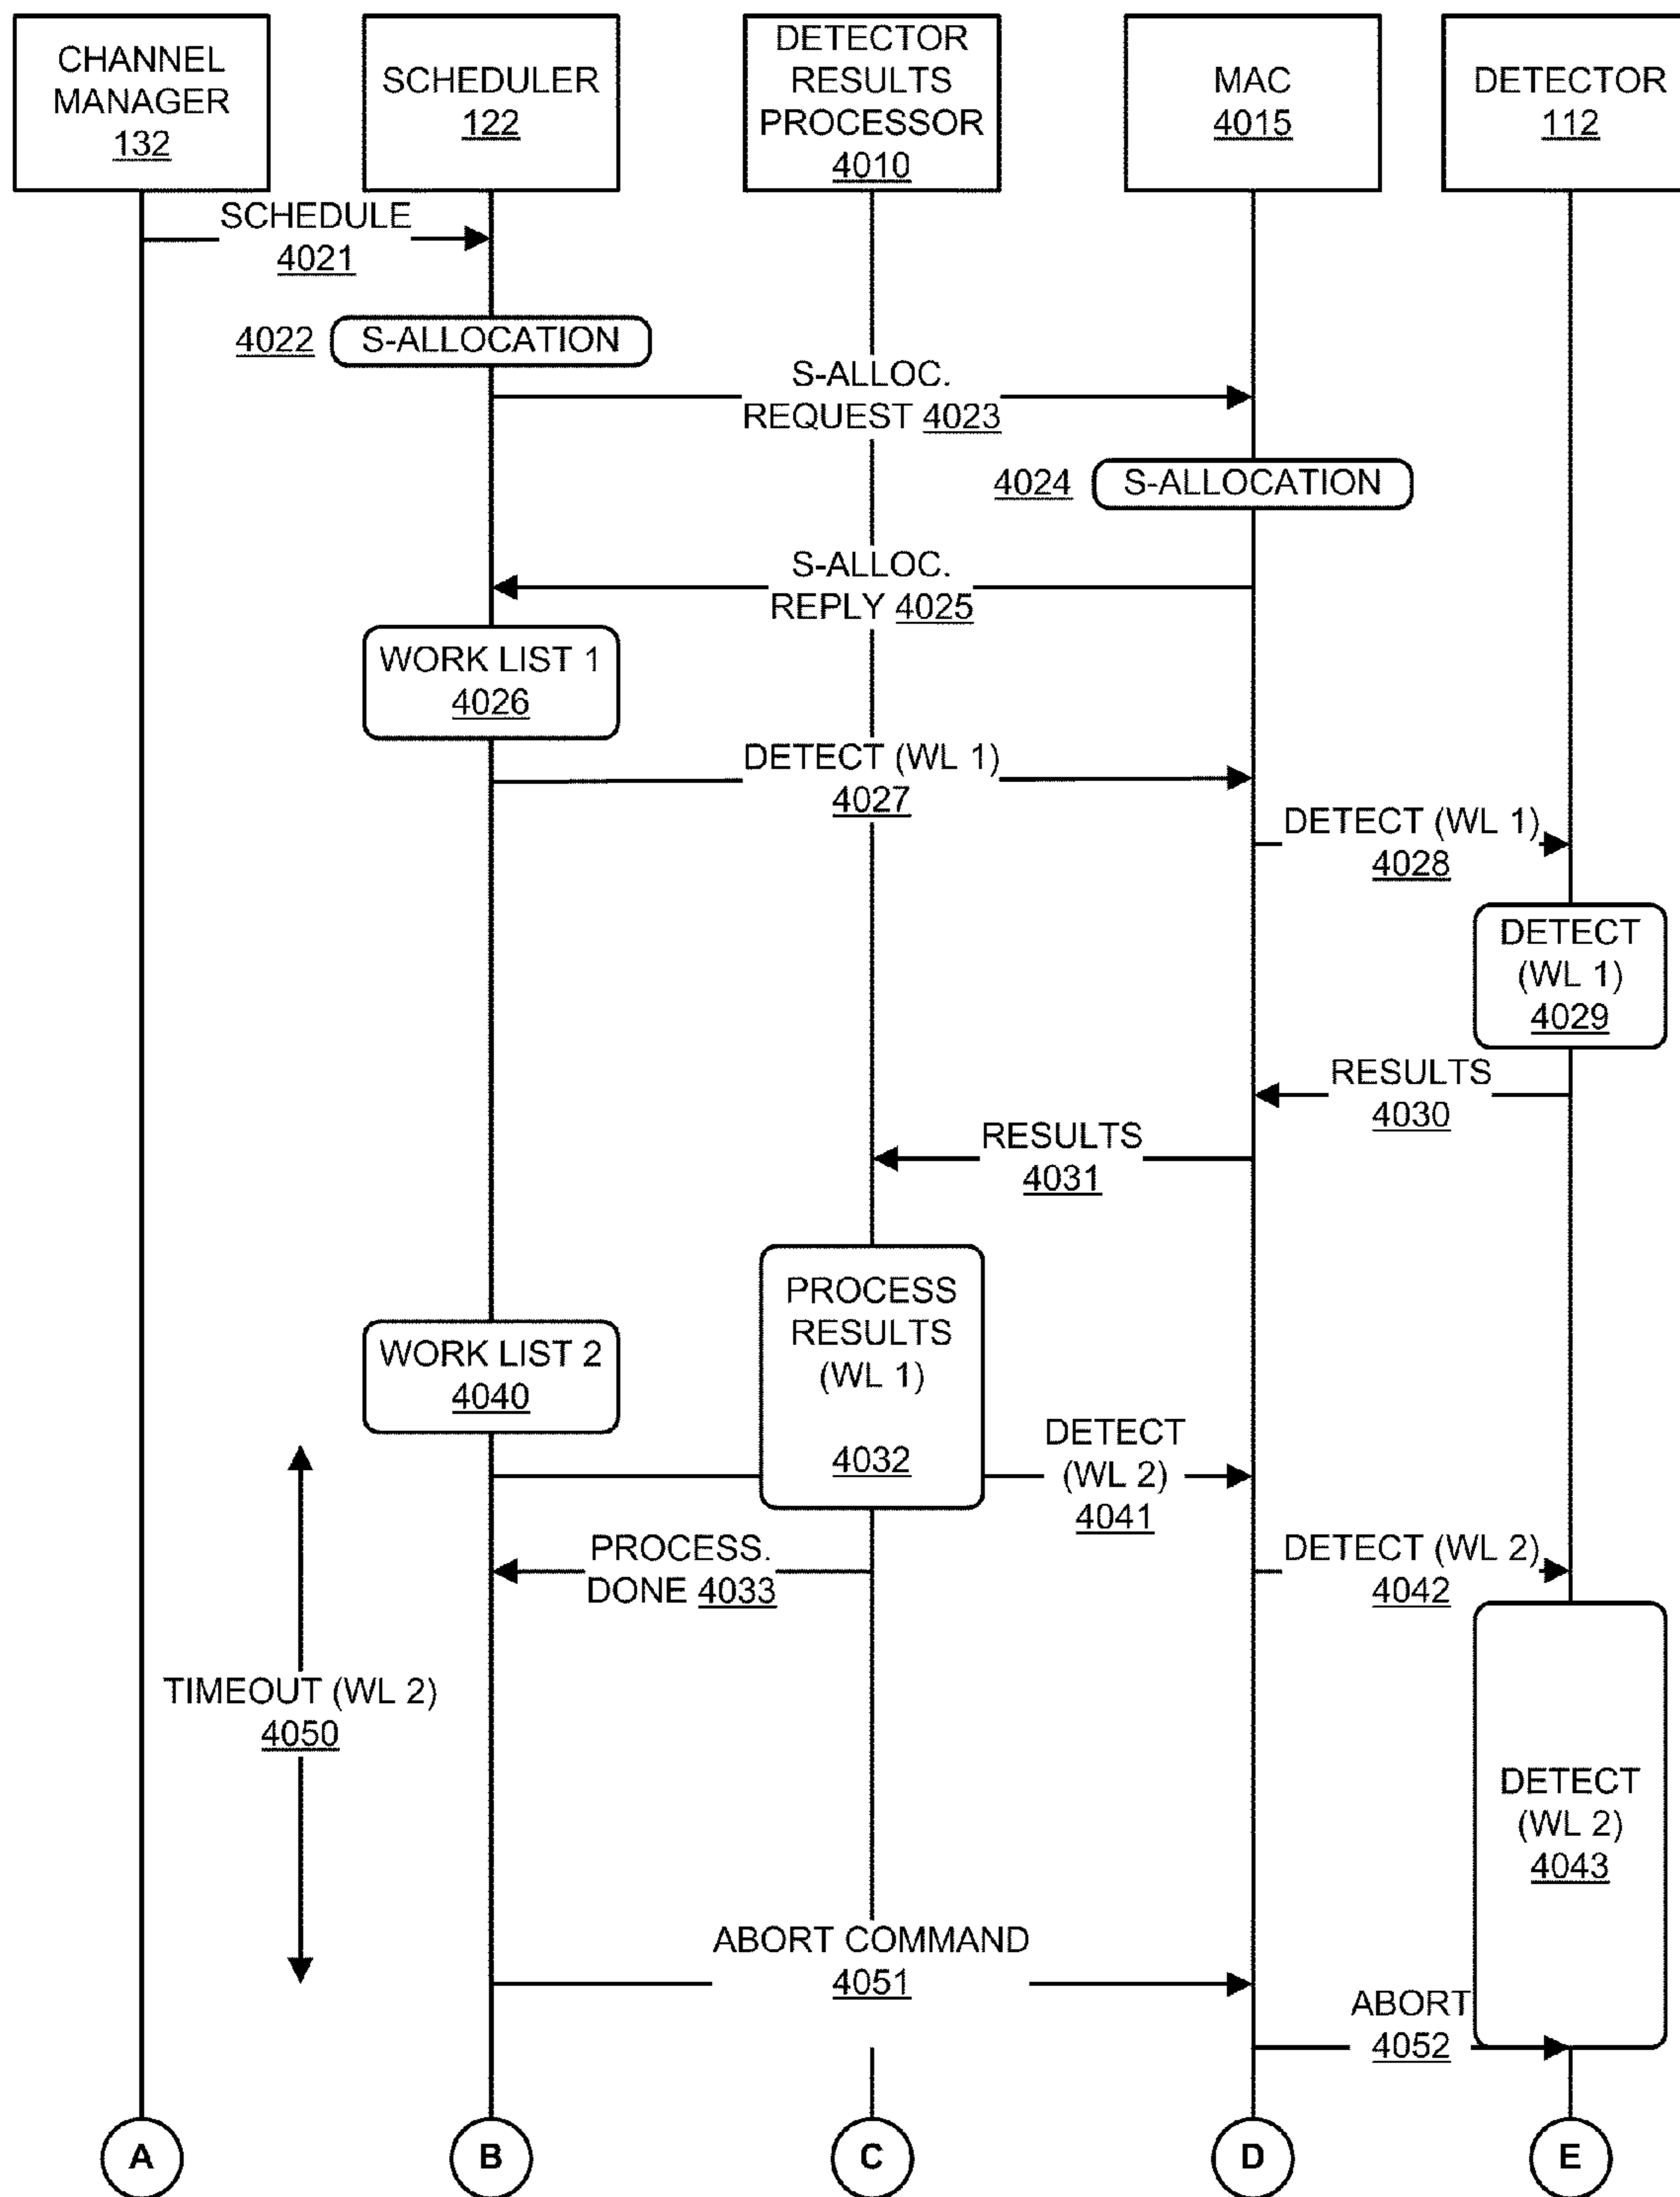 CHANNEL
MANAGER
132
SCHEDULER
122
DETECTOR
RESULTS
PROCESSOR
4010
MAC
4015
DETECTOR
112
SCHEDULE
4021
4022
S-ALLOCATION
S-ALLOC.
REQUEST 4023
4024
S-ALLOCATION
S-ALLOC.
REPLY 4025
WORK LIST 1
4026
DETECT (WL 1)
4027
DETECT (WL 1)
4028
DETECT
(WL 1)
4029
RESULTS
4030
RESULTS
4031
PROCESS
RESULTS
(WL 1)
4032
WORK LIST 2
4040
DETECT
(WL 2)
4041
PROCESS.
DONE 4033
DETECT (WL 2)
4042
TIMEOUT (WL 2)
4050
DETECT
(WL 2)
4043
ABORT COMMAND
4051
ABORT
4052
A
B
C
D
E